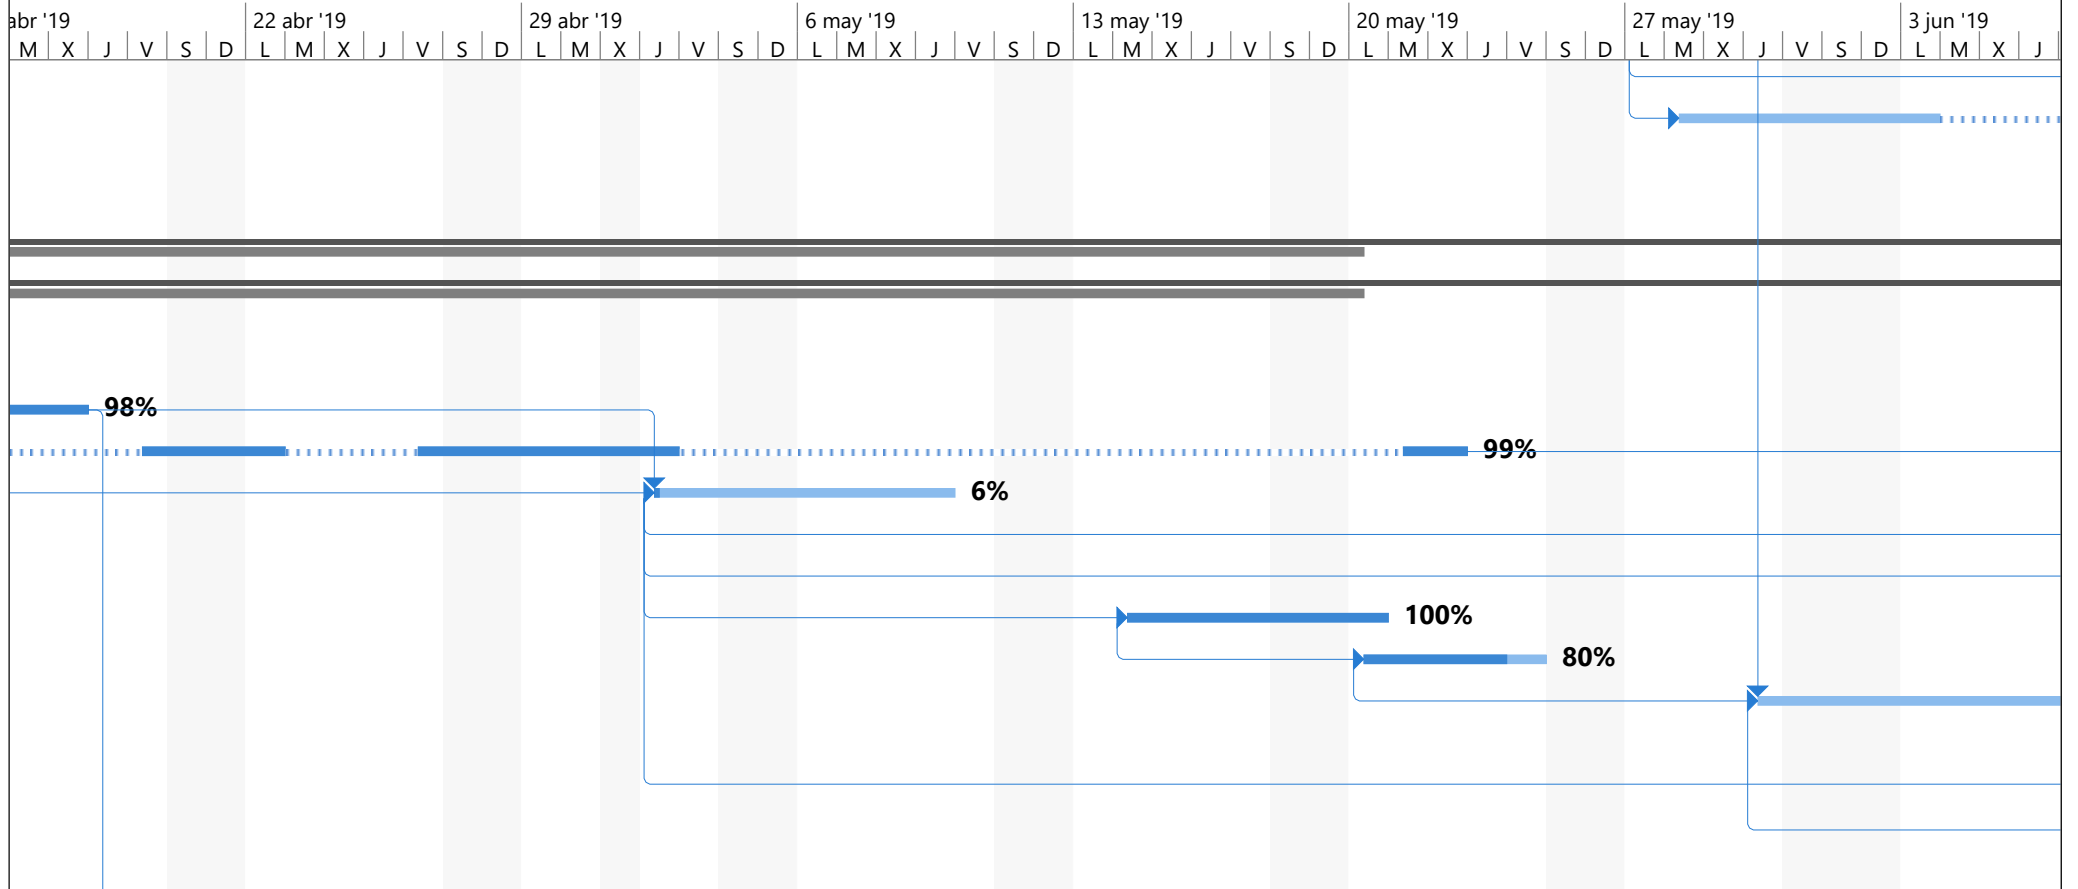 abr '19 22 abr '19 29 abr '19 6 may '19 13 may '19 20 may '19 27 may '19 3 jun '19
M X J V S D L M X J V S D L M X J V S D L M X J V S D L M X J V S D L M X J V S D L M X J V S D L M X J
98%
99%
6%
100%
80%